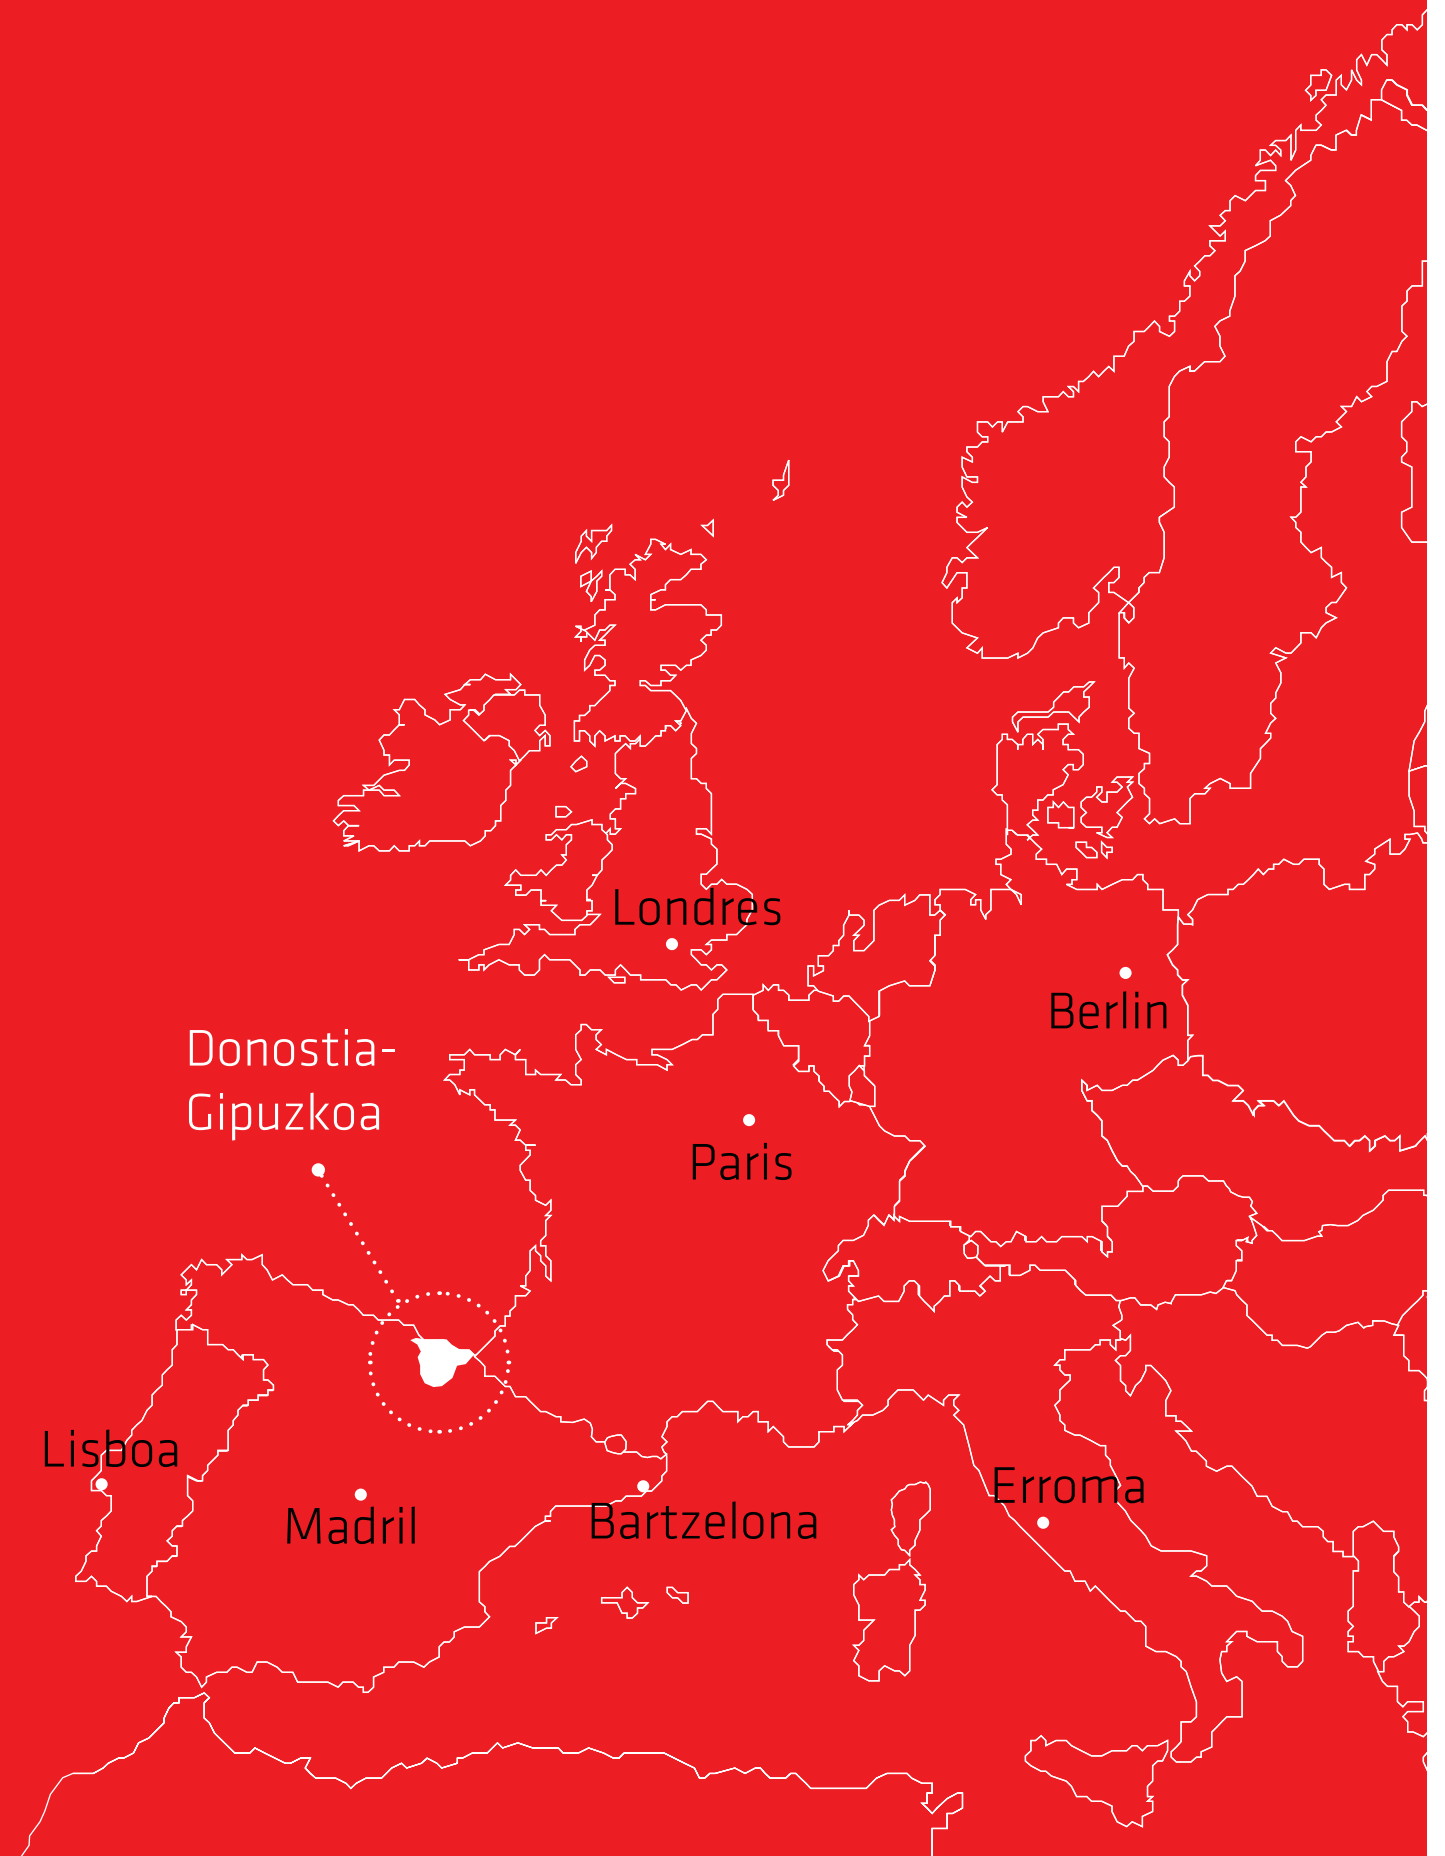 Londres
Berlin
Donostia-
Gipuzkoa
Paris
Lisboa
Erroma
Madril
Bartzelona